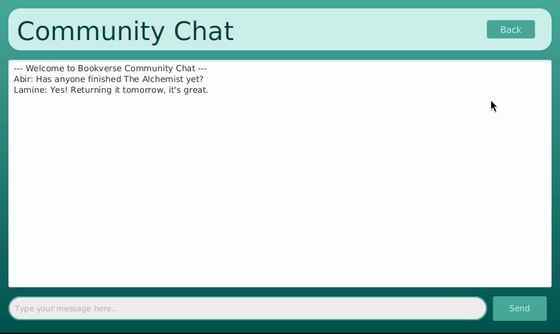 Community Chat
Back
--- Welcome to Bookverse Community Chat ---
Abir: Has anyone finished The Alchemist yet?
Lamine: Yes! Returning it tomorrow, it's great.
Type your message here...
Send